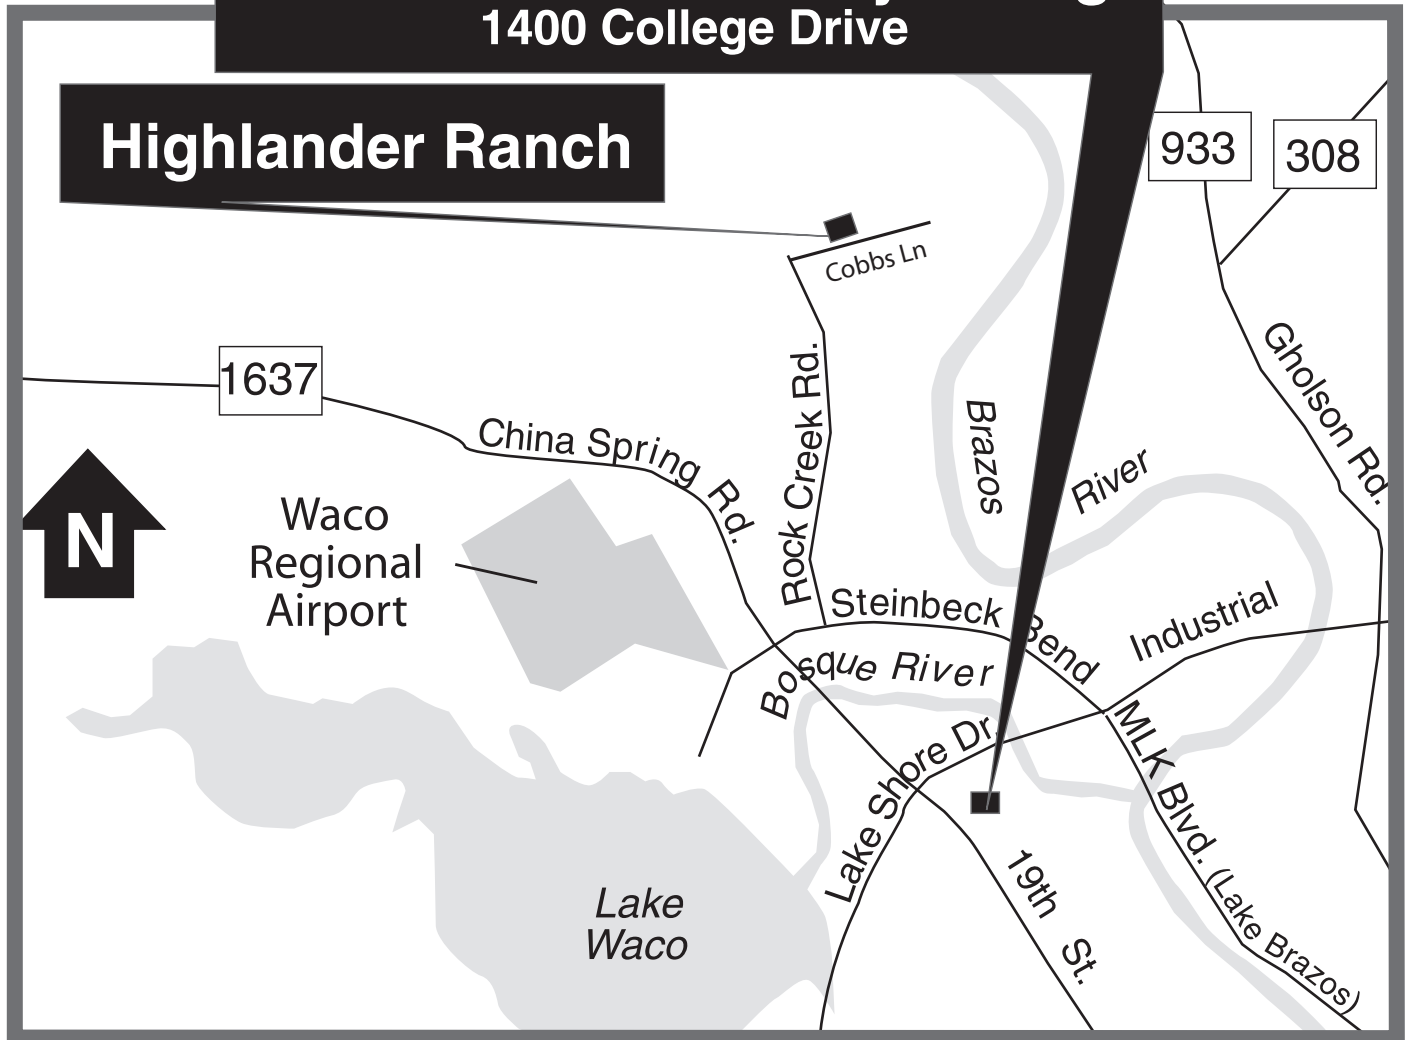 1400 College Drive
Highlander Ranch
933
308
Cobbs Ln
Gholson Rd.
1637
China Spring Rd.
Rock Creek Rd.
Brazos
River
N
Waco
Regional
Airport
Steinbeck Bend
Industrial
Bosque River
Lake Shore Dr.
MLK Blvd. (Lake Brazos)
19th St.
Lake
Waco